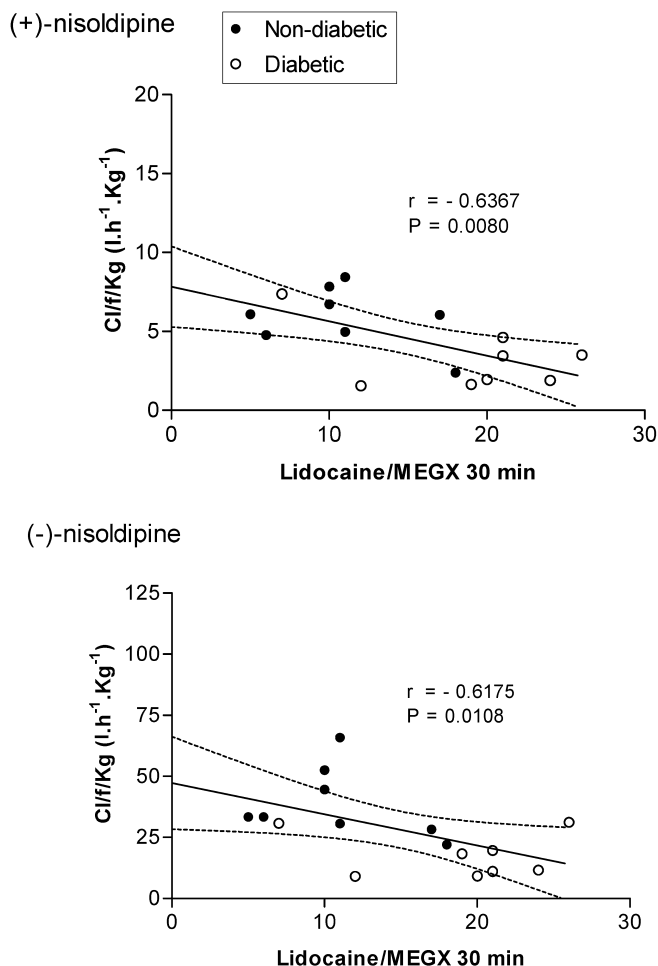 (+)-nisoldipine
Non-diabetic
Diabetic
20
15
10
5
0
Cl/f/Kg (l.h⁻¹.Kg⁻¹)
r = - 0.6367
P = 0.0080
0 10 20 30
Lidocaine/MEGX 30 min
(-)-nisoldipine
125
100
75
50
25
0
Cl/f/Kg (l.h⁻¹.Kg⁻¹)
r = - 0.6175
P = 0.0108
0 10 20 30
Lidocaine/MEGX 30 min